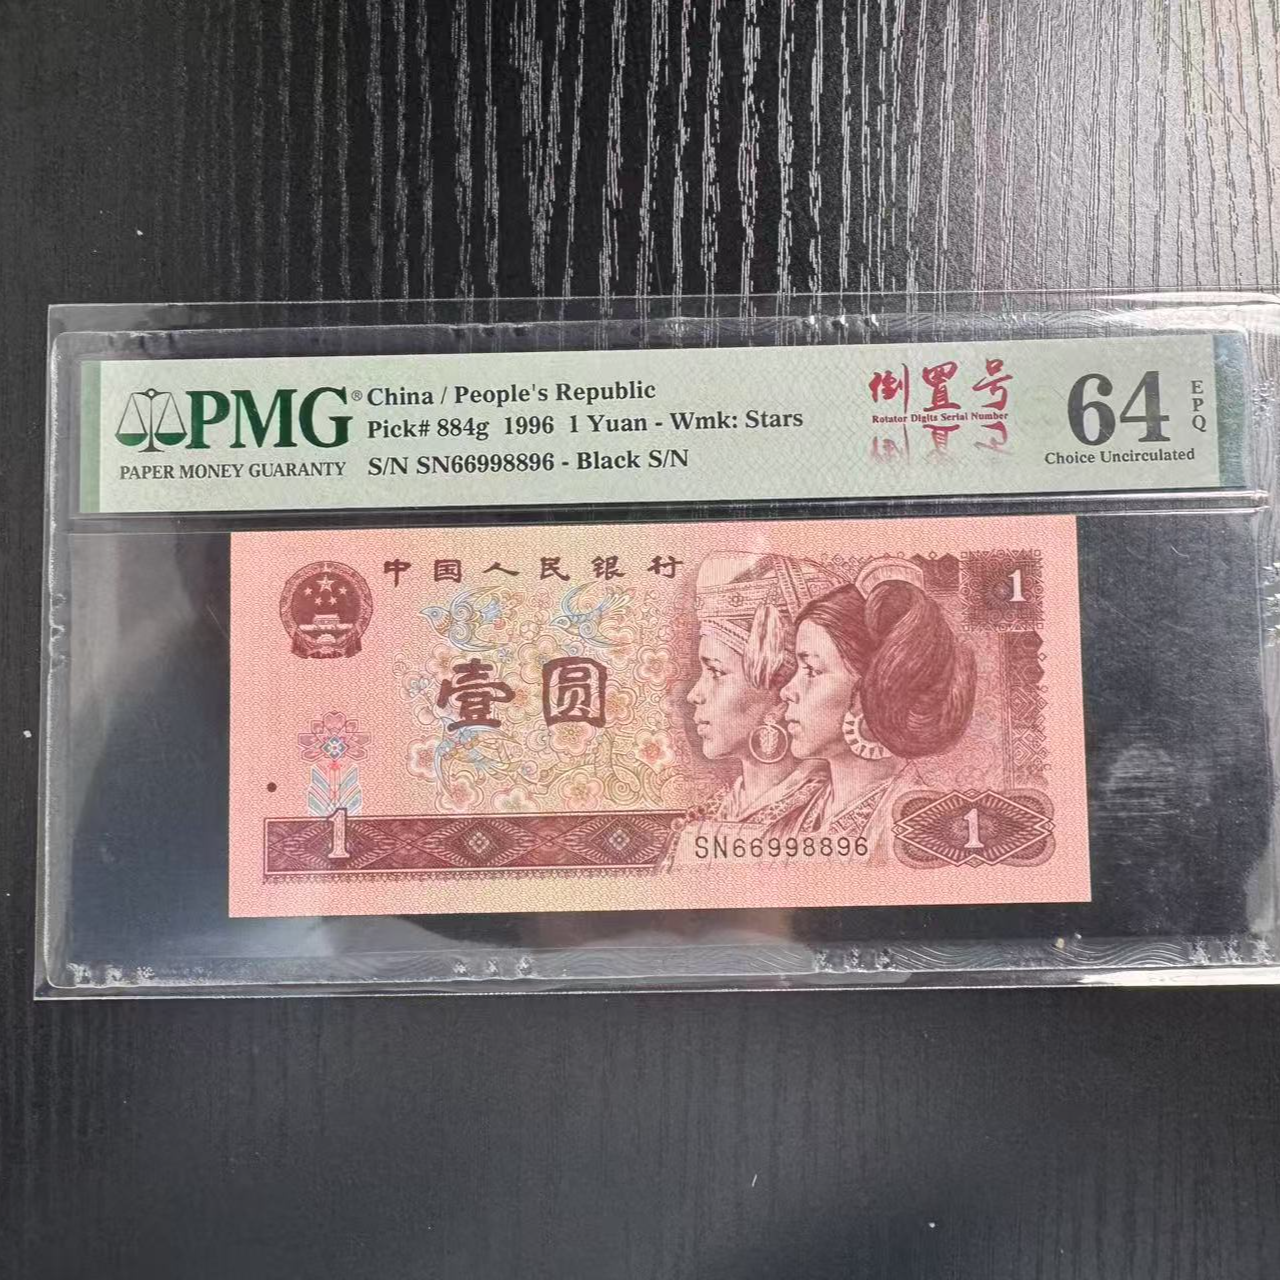 PMG®
PAPER MONEY GUARANTY
China / People's Republic
Pick# 884g 1996 1 Yuan - Wmk: Stars
S/N SN66998896 - Black S/N
倒置号
Rotator Digits Serial Number
64
EPQ
Choice Uncirculated
中国人民银行
1
壹圆
1
SN66998896
1